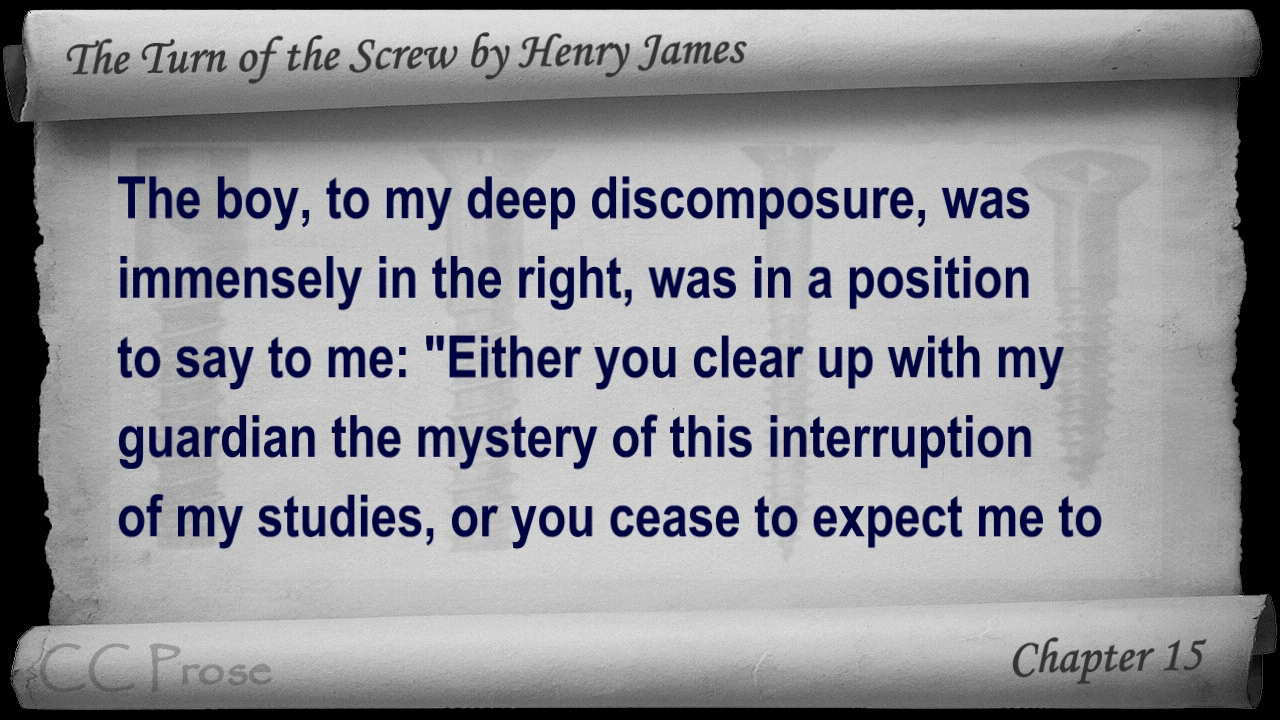 The Turn of the Screw by Henry James
The boy, to my deep discomposure, was
immensely in the right, was in a position
to say to me: "Either you clear up with my
guardian the mystery of this interruption
of my studies, or you cease to expect me to
CC Prose
Chapter 15